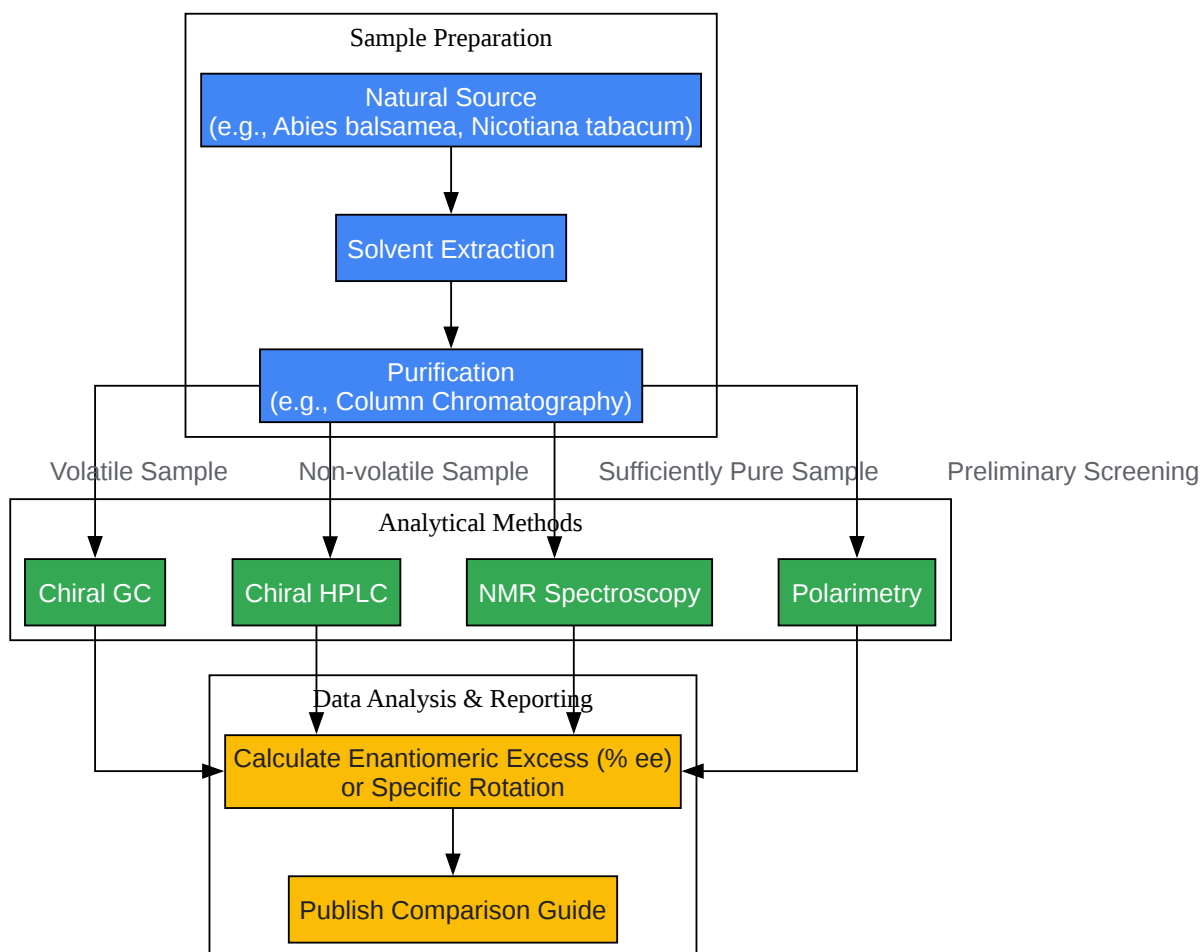 Sample Preparation
Natural Source
(e.g., Abies balsamea, Nicotiana tabacum)
Solvent Extraction
Purification
(e.g., Column Chromatography)
Volatile Sample
Non-volatile Sample
Sufficiently Pure Sample
Preliminary Screening
Analytical Methods
Chiral GC
Chiral HPLC
NMR Spectroscopy
Polarimetry
Data Analysis & Reporting
Calculate Enantiomeric Excess (% ee)
or Specific Rotation
Publish Comparison Guide